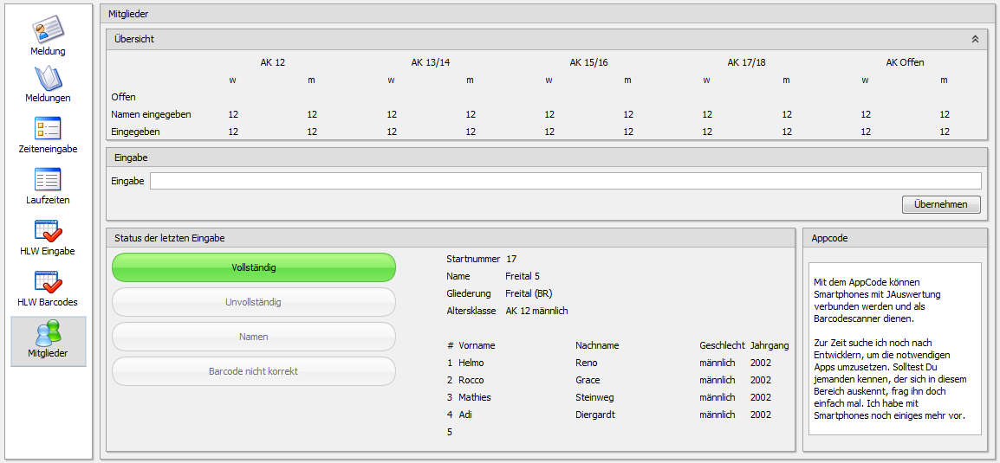 Meldung
Meldungen
Zeiteneingabe
Laufzeiten
HLW Eingabe
HLW Barcodes
Mitglieder
Mitglieder
Übersicht
AK 12 AK 13/14 AK 15/16 AK 17/18 AK Offen
w m w m w m w m w m
Offen
Namen eingegeben 12 12 12 12 12 12 12 12 12 12
Eingegeben 12 12 12 12 12 12 12 12 12 12
Eingabe
Eingabe
Übernehmen
Status der letzten Eingabe
Vollständig
Unvollständig
Namen
Barcode nicht korrekt
Startnummer 17
Name Freital 5
Gliederung Freital (BR)
Altersklasse AK 12 männlich
# Vorname Nachname Geschlecht Jahrgang
1 Helmo Reno männlich 2002
2 Rocco Grace männlich 2002
3 Mathies Steinweg männlich 2002
4 Adi Diergardt männlich 2002
5
Appcode
Mit dem AppCode können
Smartphones mit JAuswertung
verbunden werden und als
Barcodescanner dienen.
Zur Zeit suche ich noch nach
Entwicklern, um die notwendigen
Apps umzusetzen. Solltest Du
jemanden kennen, der sich in diesem
Bereich auskennt, frag ihn doch
einfach mal. Ich habe mit
Smartphones noch einiges mehr vor.